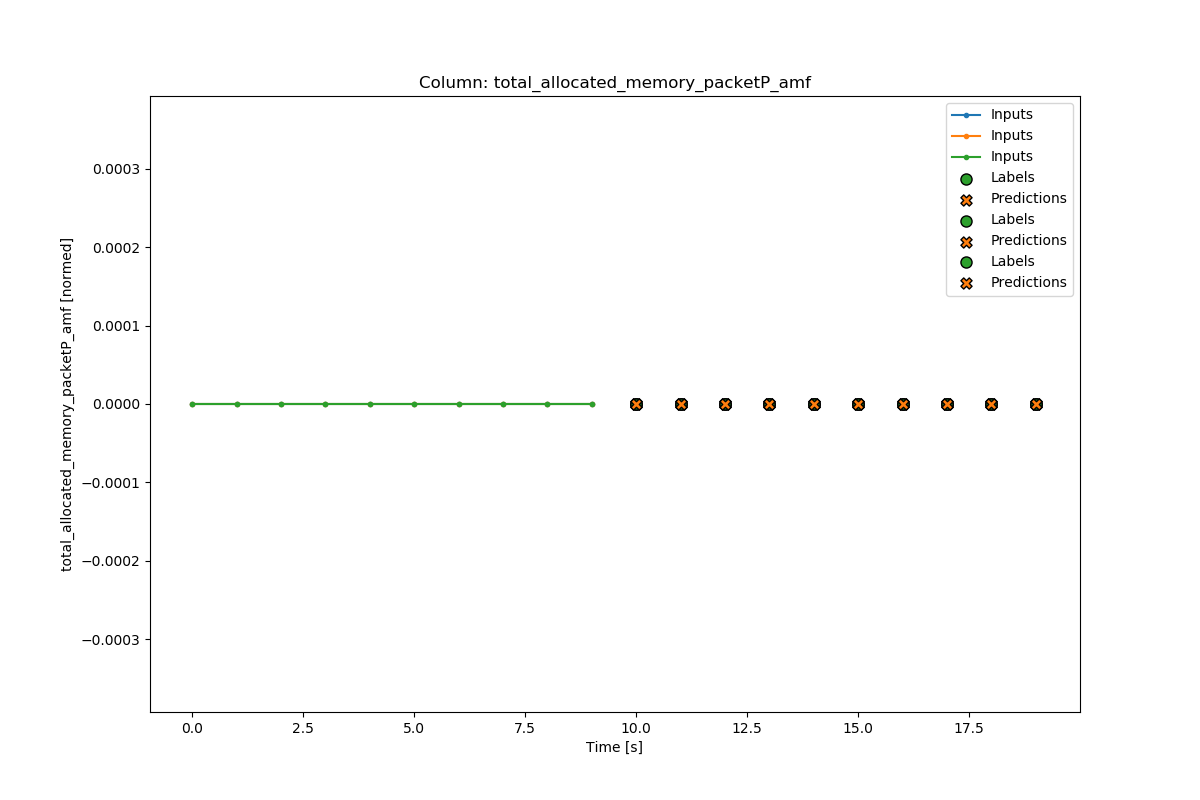 Column: total_allocated_memory_packetP_amf
Inputs
Inputs
Inputs
Labels
Predictions
Labels
Predictions
Labels
Predictions
total_allocated_memory_packetP_amf [normed]
0.0003
0.0002
0.0001
0.0000
−0.0001
−0.0002
−0.0003
0.0 2.5 5.0 7.5 10.0 12.5 15.0 17.5
Time [s]